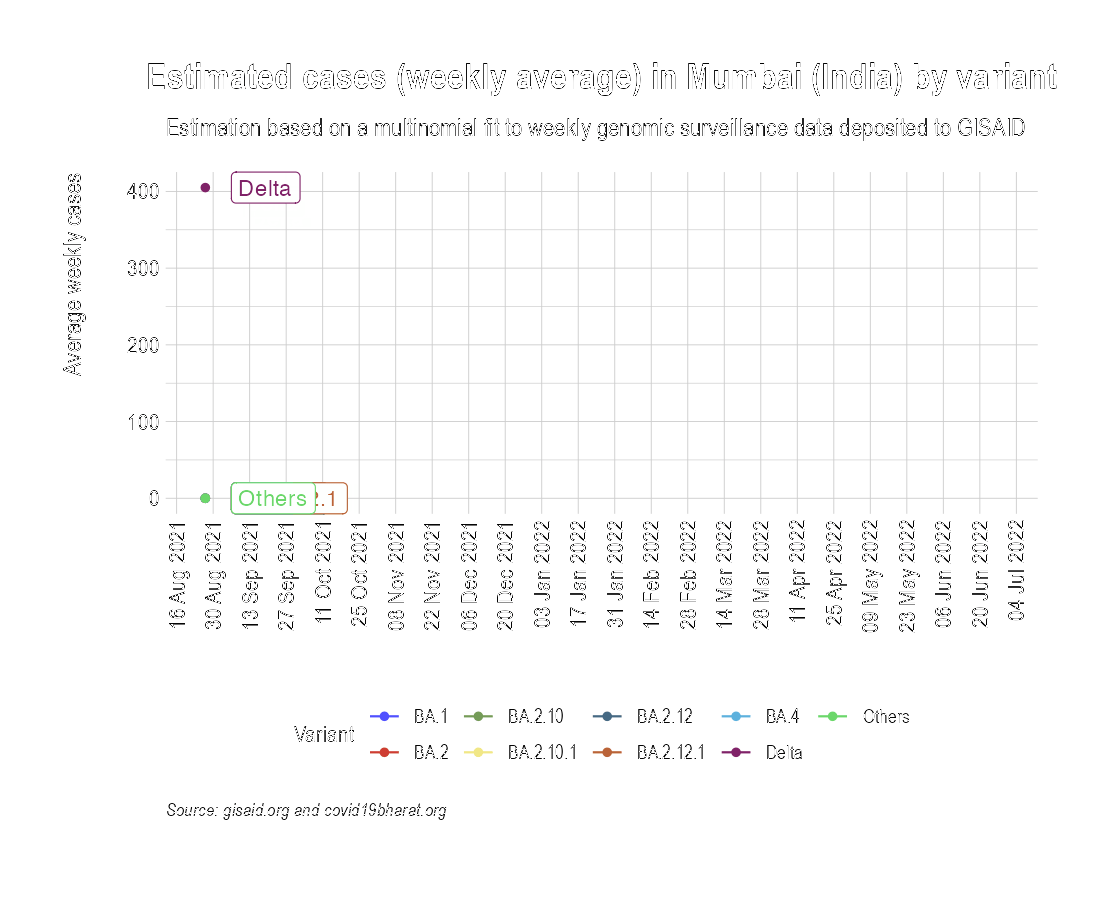 Estimated cases (weekly average) in Mumbai (India) by variant
Estimation based on a multinomial fit to weekly genomic surveillance data deposited to GISAID
Average weekly cases
400
300
200
100
0
Delta
Others
2.1
16 Aug 2021
30 Aug 2021
13 Sep 2021
27 Sep 2021
11 Oct 2021
25 Oct 2021
08 Nov 2021
22 Nov 2021
06 Dec 2021
20 Dec 2021
03 Jan 2022
17 Jan 2022
31 Jan 2022
14 Feb 2022
28 Feb 2022
14 Mar 2022
28 Mar 2022
11 Apr 2022
25 Apr 2022
09 May 2022
23 May 2022
06 Jun 2022
20 Jun 2022
04 Jul 2022
Variant
BA.1
BA.2.10
BA.2.12
BA.4
Others
BA.2
BA.2.10.1
BA.2.12.1
Delta
Source: gisaid.org and covid19bharat.org